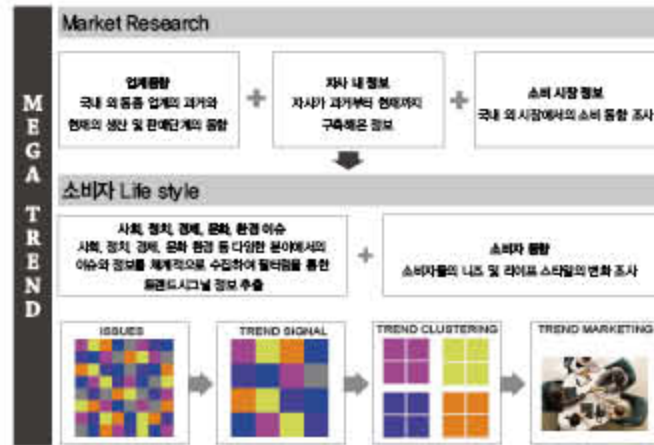 MEGA TREND
Market Research
업계동향
국내 외 동종 업계의 과거와
현재의 생산 및 판매단계의 동향
자사 내 정보
자사가 과거부터 현재까지
구축해온 정보
소비 시장 정보
국내 외 시장에서의 소비 동향 조사
소비자 Life style
사회, 정치, 경제, 문화, 환경 이슈
사회, 정치, 경제, 문화 환경 등 다양한 분야에서의
이슈와 정보를 체계적으로 수집하여 필터링을 통한
트렌드시그널 정보 추출
소비자 동향
소비자들의 니즈 및 라이프 스타일의 변화 조사
ISSUES
TREND SIGNAL
TREND CLUSTERING
TREND MARKETING